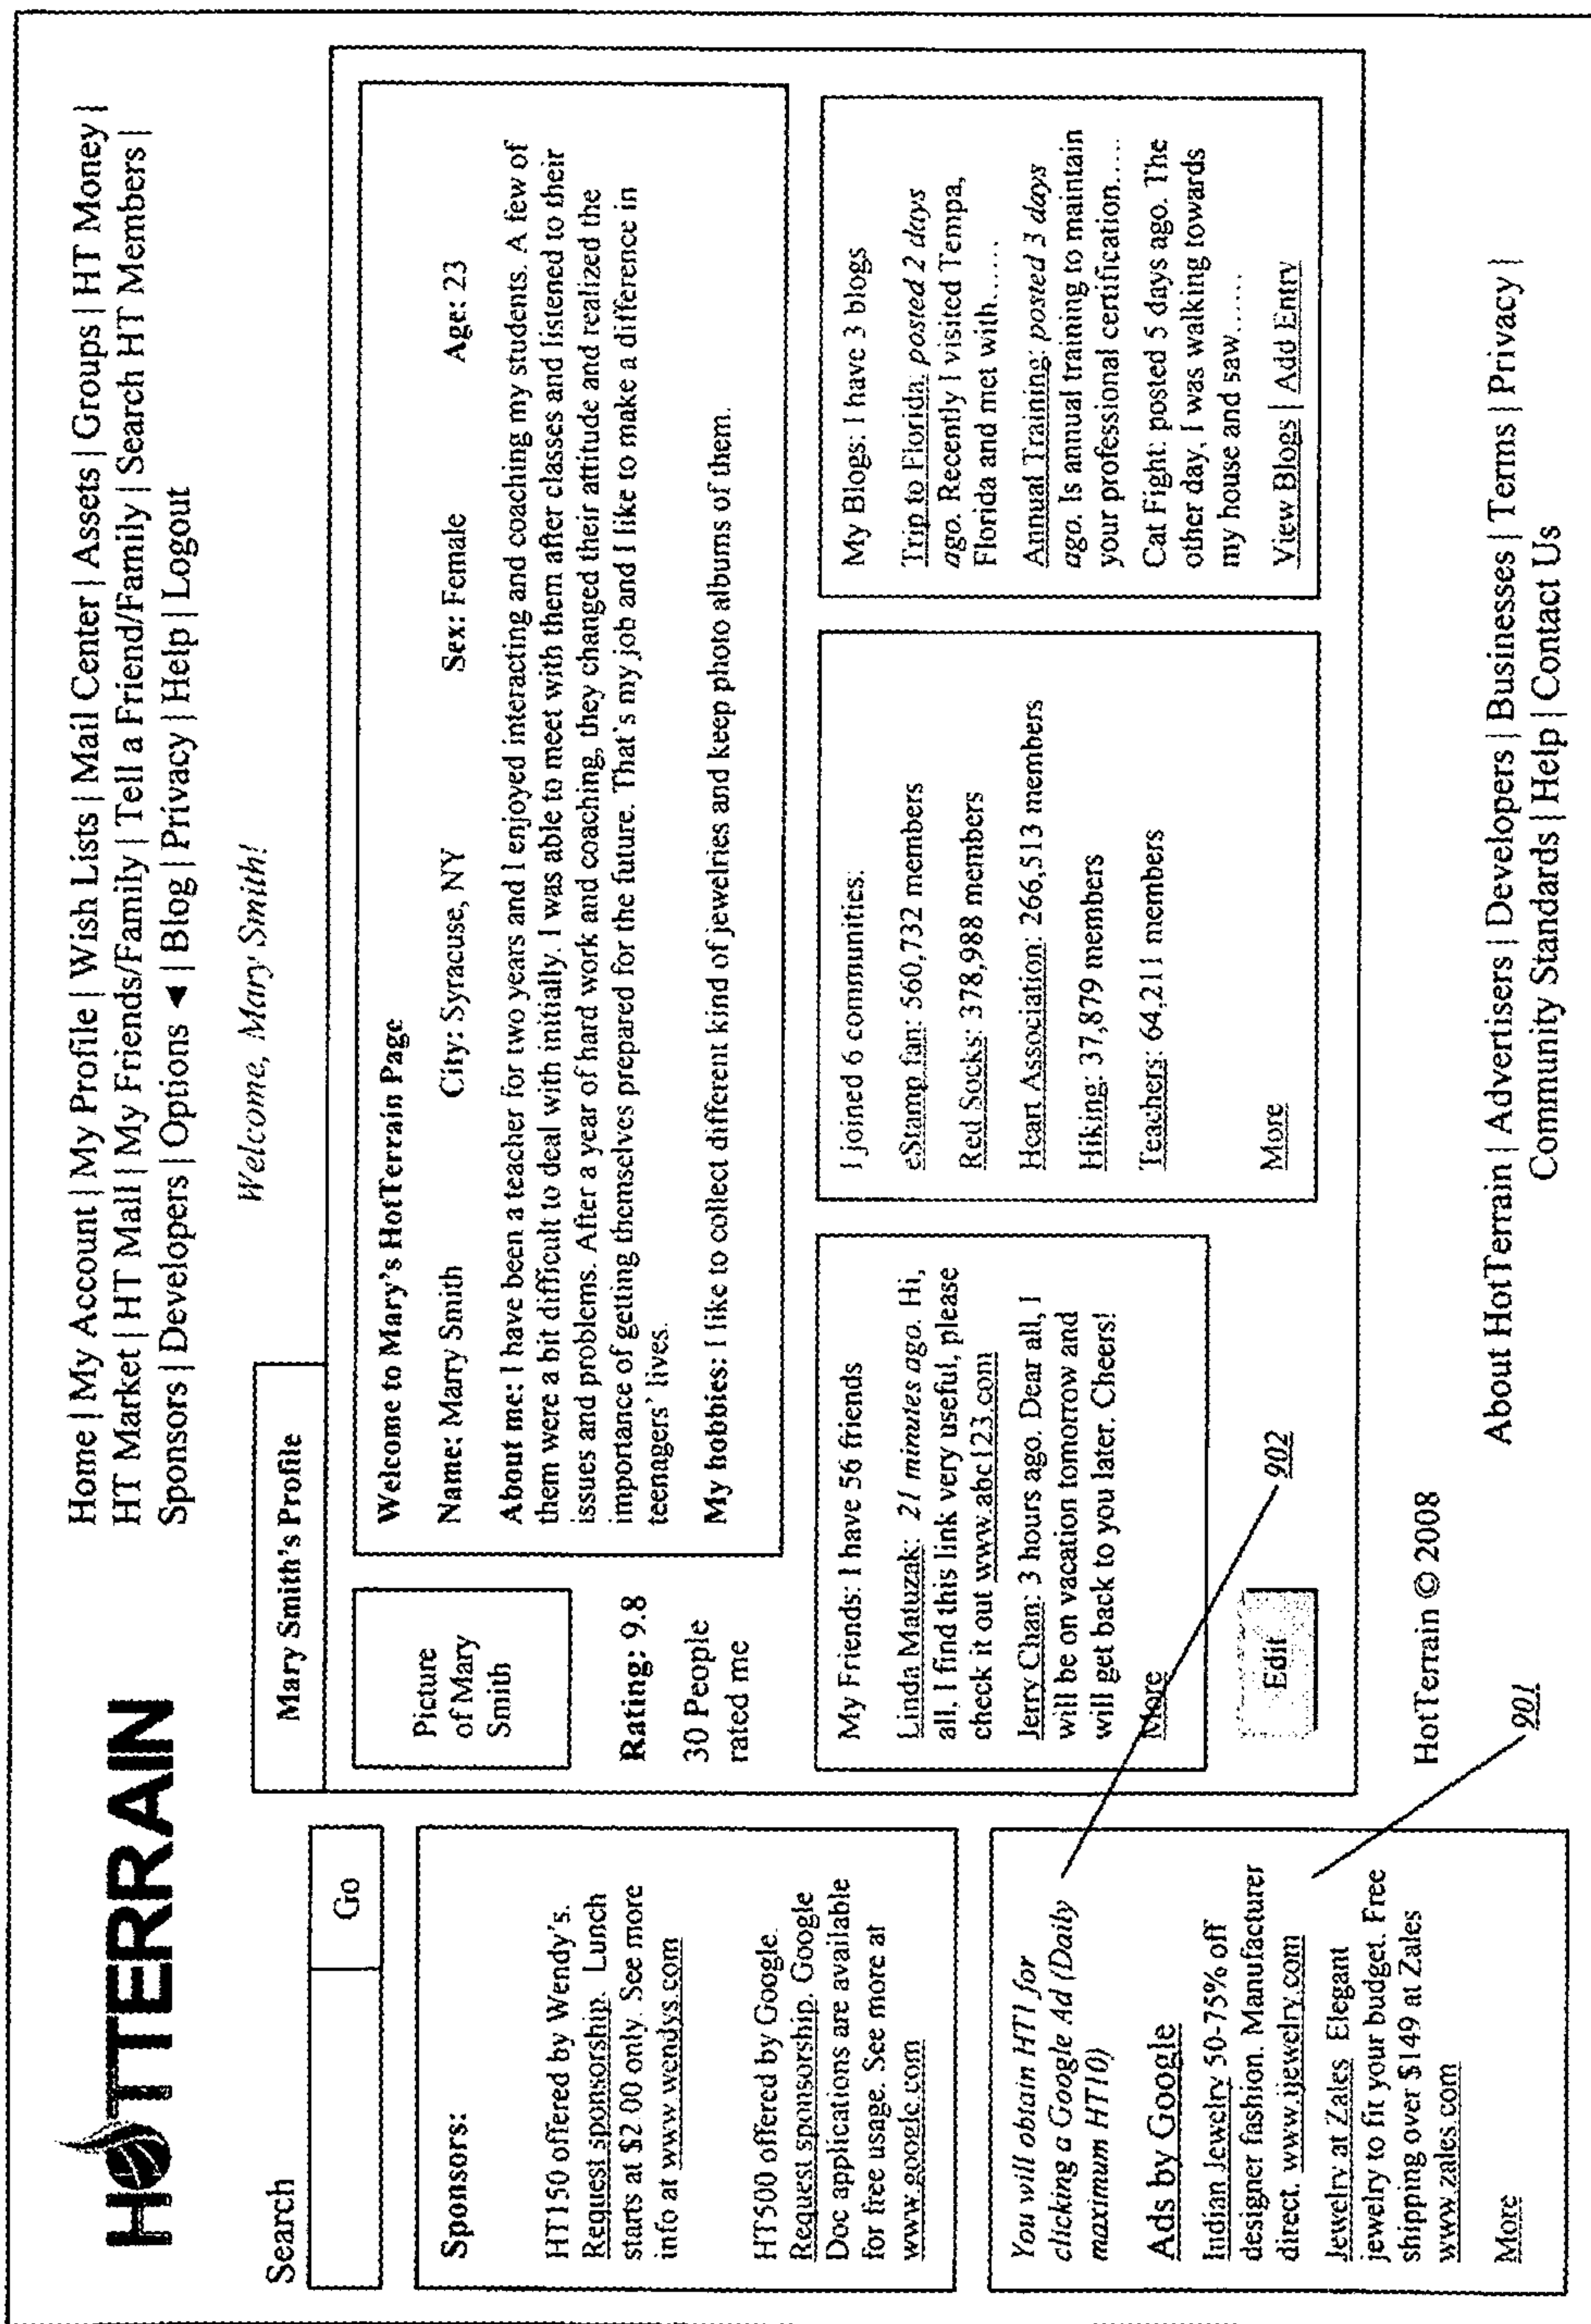 HOTTERRAIN
Home | My Account | My Profile | Wish Lists | Mail Center | Assets | Groups | HT Money |
HT Market | HT Mall | My Friends/Family | Tell a Friend/Family | Search HT Members |
Sponsors | Developers | Options ◄ | Blog | Privacy | Help | Logout
Welcome, Mary Smith!
Search
Go
Sponsors:
HT150 offered by Wendy's.
Request sponsorship. Lunch
starts at $2.00 only. See more
info at www.wendys.com
HT500 offered by Google.
Request sponsorship. Google
Doc applications are available
for free usage. See more at
www.google.com
You will obtain HT1 for
clicking a Google Ad (Daily
maximum HT10)
Ads by Google
Indian Jewelry 50-75% off
designer fashion. Manufacturer
direct. www.ijewelry.com
Jewelry at Zales Elegant
jewelry to fit your budget. Free
shipping over $149 at Zales
www.zales.com
More
Mary Smith's Profile
Picture
of Mary
Smith
Rating: 9.8
30 People
rated me
Welcome to Mary's HotTerrain Page
Name: Marry Smith City: Syracuse, NY Sex: Female Age: 23
About me: I have been a teacher for two years and I enjoyed interacting and coaching my students. A few of
them were a bit difficult to deal with initially. I was able to meet with them after classes and listened to their
issues and problems. After a year of hard work and coaching, they changed their attitude and realized the
importance of getting themselves prepared for the future. That's my job and I like to make a difference in
teenagers' lives.
My hobbies: I like to collect different kind of jewelries and keep photo albums of them.
My Friends: I have 56 friends
Linda Matuzak: 21 minutes ago. Hi,
all, I find this link very useful, please
check it out www.abc123.com
Jerry Chan: 3 hours ago. Dear all, I
will be on vacation tomorrow and
will get back to you later. Cheers!
More
I joined 6 communities:
eStamp fan: 560,732 members
Red Socks: 378,988 members
Heart Association: 266,513 members
Hiking: 37,879 members
Teachers: 64,211 members
More
My Blogs: I have 3 blogs
Trip to Florida: posted 2 days
ago. Recently I visited Tempa,
Florida and met with......
Annual Training: posted 3 days
ago. Is annual training to maintain
your professional certification.....
Cat Fight: posted 5 days ago. The
other day, I was walking towards
my house and saw......
View Blogs | Add Entry
Edit
902
HotTerrain © 2008
901
About HotTerrain | Advertisers | Developers | Businesses | Terms | Privacy |
Community Standards | Help | Contact Us